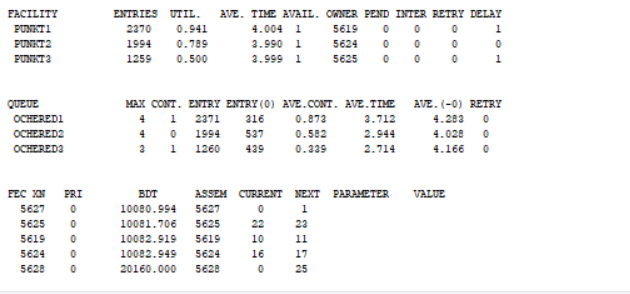 FACILITY ENTRIES UTIL. AVE. TIME AVAIL. OWNER PEND INTER RETRY DELAY
PUNKT1 2370 0.941 4.004 1 5619 0 0 0 1
PUNKT2 1994 0.789 3.990 1 5624 0 0 0 0
PUNKT3 1259 0.500 3.999 1 5625 0 0 0 1
QUEUE MAX CONT. ENTRY ENTRY(0) AVE.CONT. AVE.TIME AVE.(-0) RETRY
OCHERED1 4 1 2371 316 0.873 3.712 4.283 0
OCHERED2 4 0 1994 537 0.582 2.944 4.028 0
OCHERED3 3 1 1260 439 0.339 2.714 4.166 0
FEC XN PRI BDT ASSEM CURRENT NEXT PARAMETER VALUE
5627 0 10080.994 5627 0 1
5625 0 10081.706 5625 22 23
5619 0 10082.919 5619 10 11
5624 0 10082.949 5624 16 17
5628 0 20160.000 5628 0 25